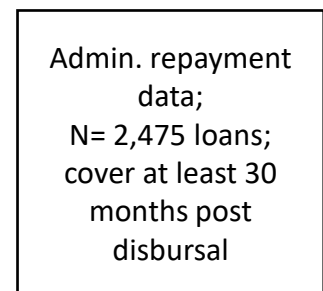 Admin. repayment
data;
N= 2,475 loans;
cover at least 30
months post
disbursal